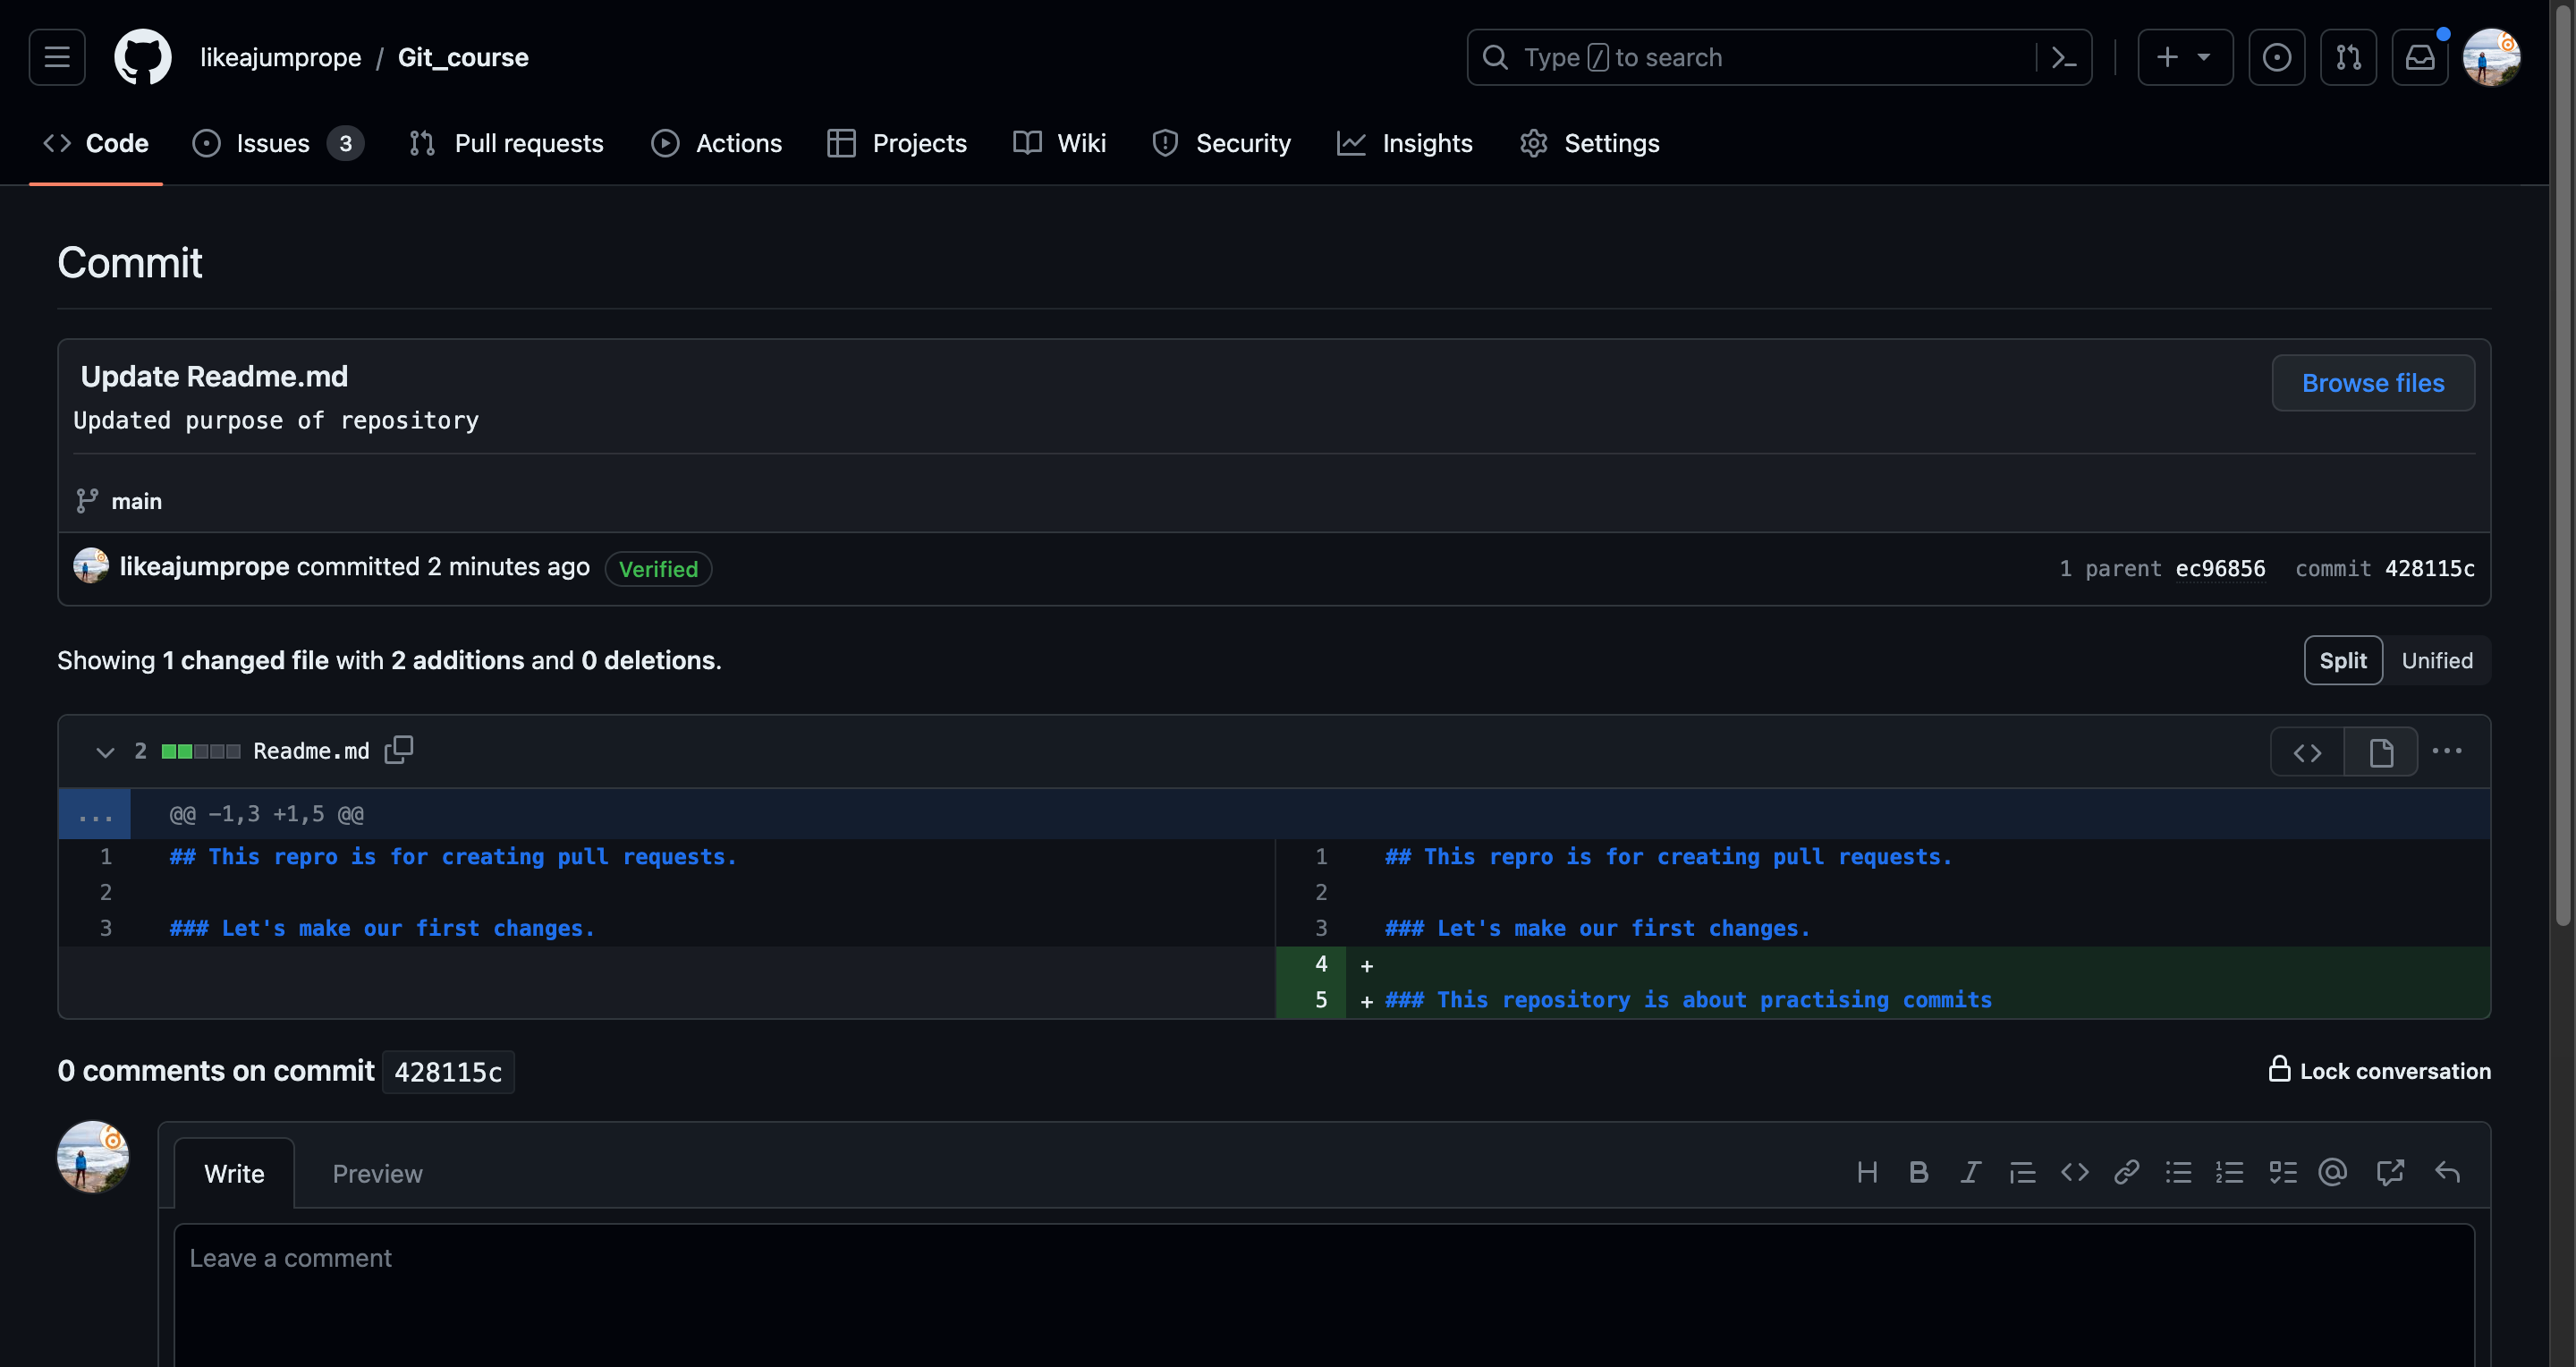 likeajumprope / Git_course
Type / to search
Code Issues 3 Pull requests Actions Projects Wiki Security Insights Settings
Commit
Update Readme.md
Browse files
Updated purpose of repository
main
likeajumprope committed 2 minutes ago Verified
1 parent ec96856 commit 428115c
Showing 1 changed file with 2 additions and 0 deletions.
Split Unified
2 Readme.md
... @@ -1,3 +1,5 @@
1 ## This repro is for creating pull requests.
1 ## This repro is for creating pull requests.
2
2
3 ### Let's make our first changes.
3 ### Let's make our first changes.
4 +
5 + ### This repository is about practising commits
0 comments on commit 428115c
Lock conversation
Write Preview
Leave a comment